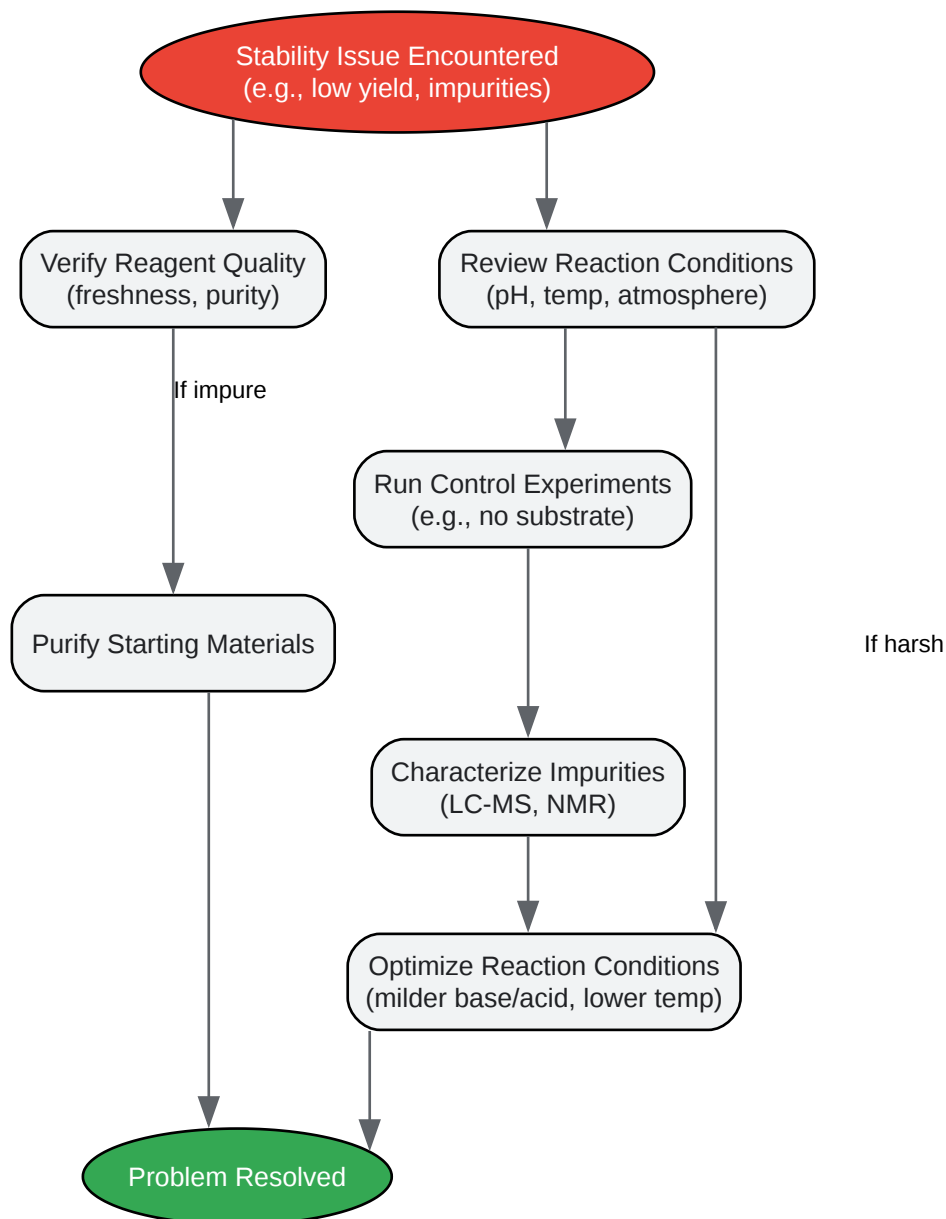 Stability Issue Encountered
(e.g., low yield, impurities)
Verify Reagent Quality
(freshness, purity)
Review Reaction Conditions
(pH, temp, atmosphere)
If impure
Run Control Experiments
(e.g., no substrate)
Purify Starting Materials
If harsh
Characterize Impurities
(LC-MS, NMR)
Optimize Reaction Conditions
(milder base/acid, lower temp)
Problem Resolved